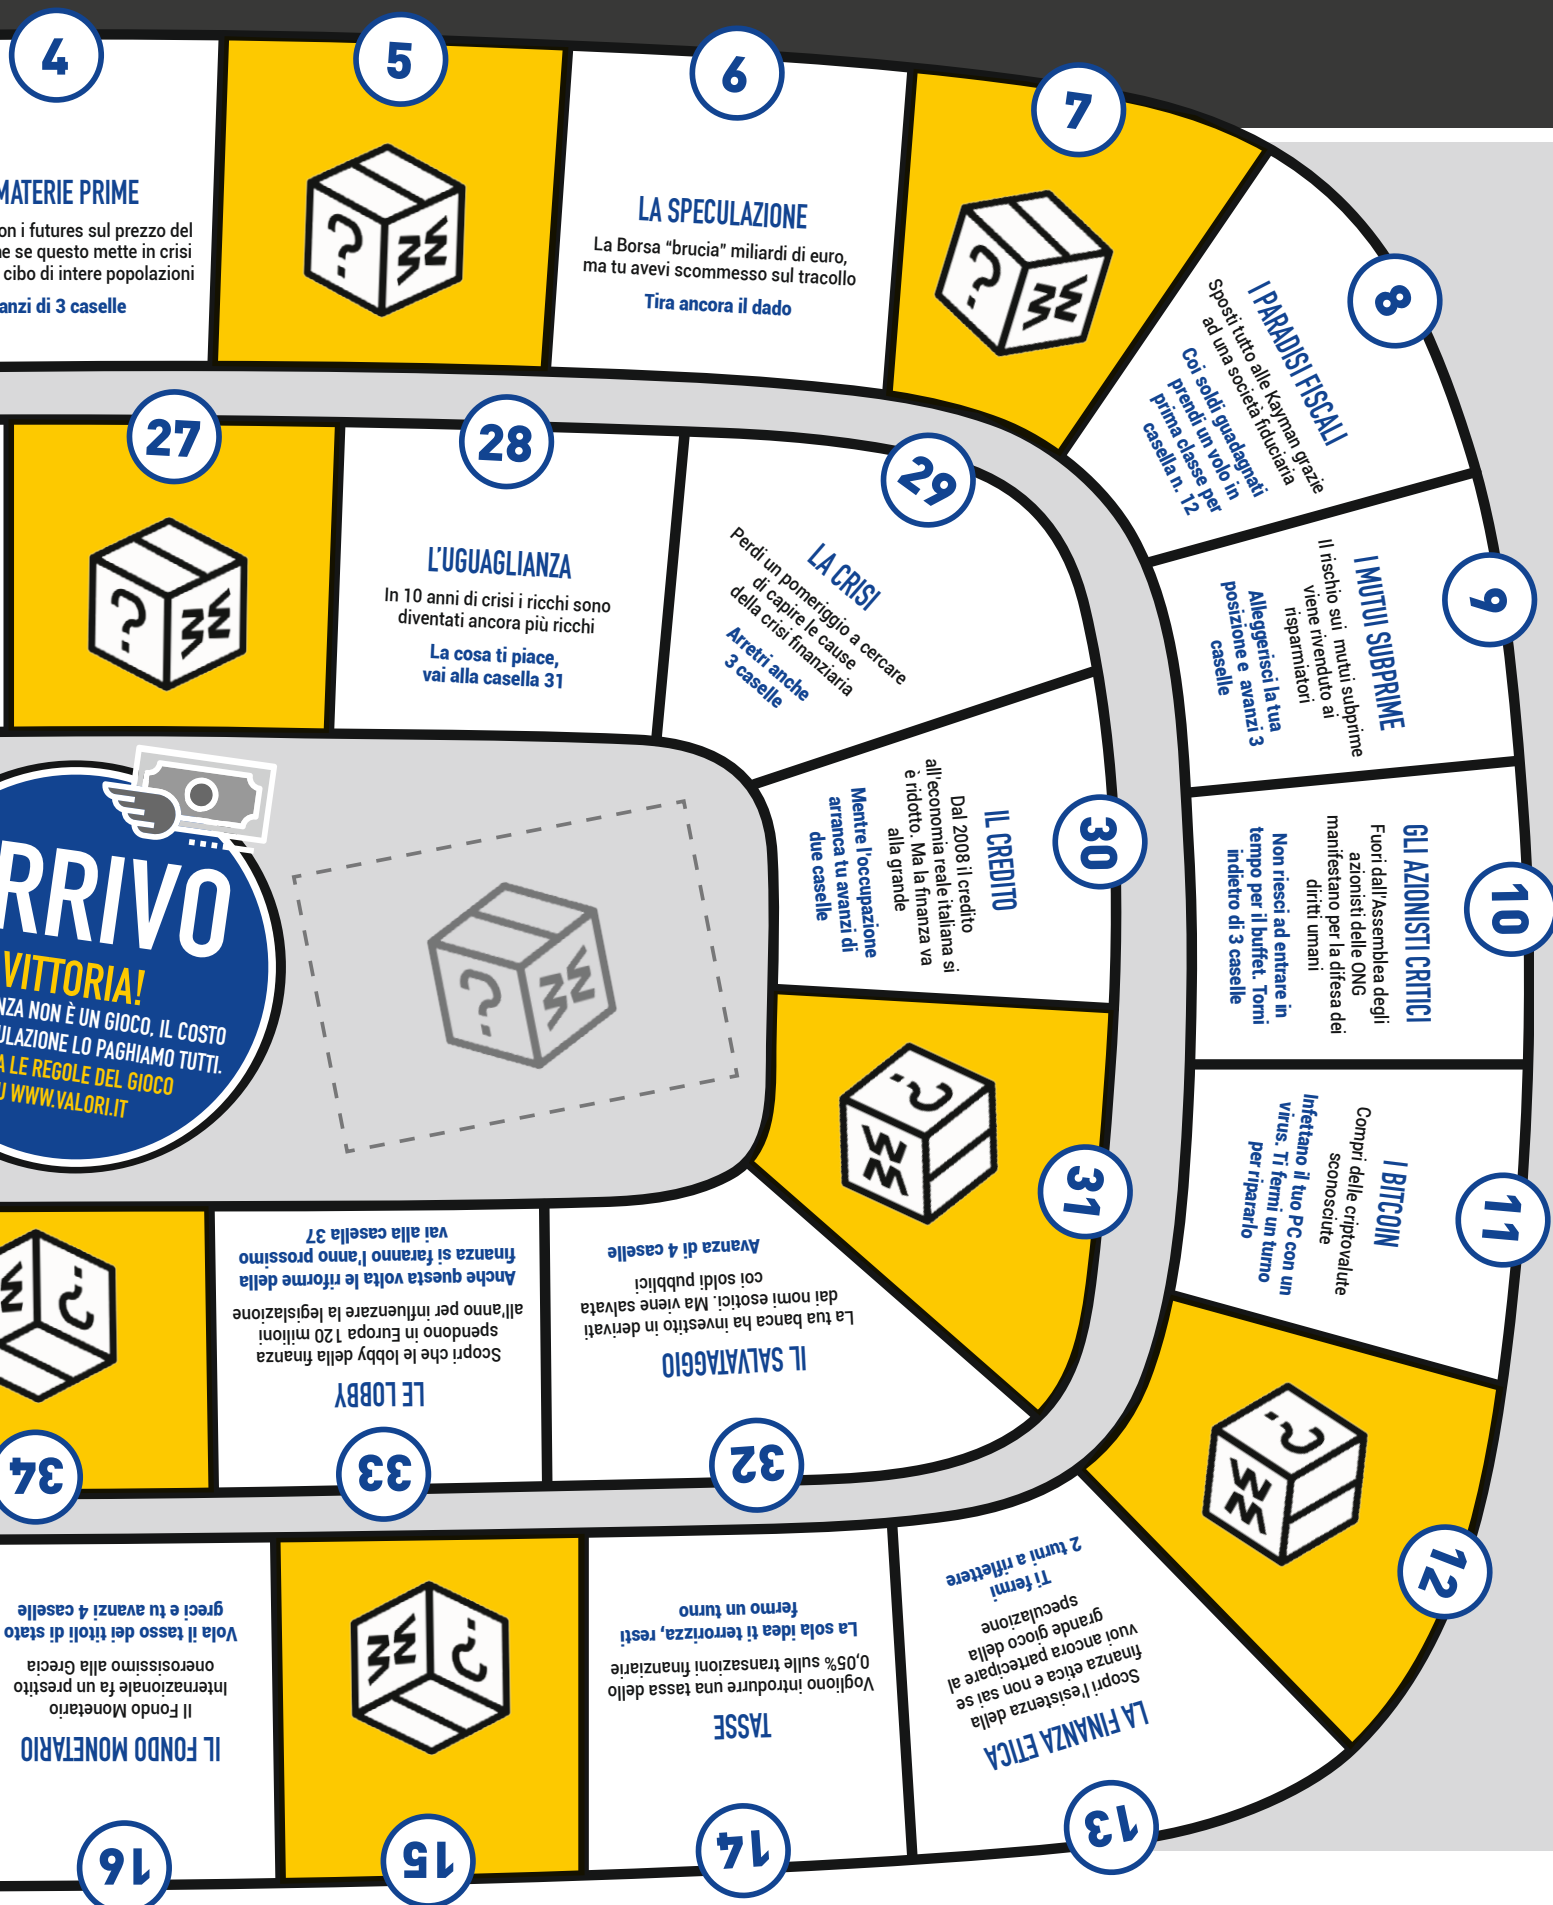 4
MATERIE PRIME
on i futures sul prezzo del
se questo mette in crisi
cibo di intere popolazioni
anzi di 3 caselle
5
?
6
LA SPECULAZIONE
La Borsa “brucia” miliardi di euro,
ma tu avevi scommesso sul tracollo
Tira ancora il dado
7
?
8
I PARADISI FISCALI
Sposti tutto alle Kayman grazie
ad una società fiduciaria
Coi soldi guadagnati
prendi un volo in
prima classe per
casella n. 12
9
I MUTUI SUBPRIME
Il rischio sui mutui subprime
viene rivenduto ai
risparmiatori
Alleggerisci la tua
posizione e avanzi 3
caselle
10
GLI AZIONISTI CRITICI
Fuori dall'Assemblea degli
azionisti delle ONG
manifestano per la difesa dei
diritti umani
Non riesci ad entrare in
tempo per il buffet. Torni
indietro di 3 caselle
11
I BITCOIN
Compri delle criptovalute
sconosciute
Infettano il tuo PC con un
virus. Ti fermi un turno
per ripararlo
12
?
13
LA FINANZA ETICA
Scopri l'esistenza della
finanza etica e non sai se
vuoi ancora partecipare al
grande gioco della
speculazione
Ti fermi
2 turni a riflettere
14
TASSE
Vogliono introdurre una tassa dello
0,05% sulle transazioni finanziarie
La sola idea ti terrorizza, resti
fermo un turno
15
?
16
IL FONDO MONETARIO
Il Fondo Monetario
Internazionale fa un prestito
onerosissimo alla Grecia
Vola il tasso dei titoli di stato
greci e tu avanzi 4 caselle
27
?
28
L'UGUAGLIANZA
In 10 anni di crisi i ricchi sono
diventati ancora più ricchi
La cosa ti piace,
vai alla casella 31
29
LA CRISI
Perdi un pomeriggio a cercare
di capire le cause
della crisi finanziaria
Arretri anche
3 caselle
30
IL CREDITO
Dal 2008 il credito
all'economia reale italiana si
è ridotto. Ma la finanza va
alla grande
Mentre l'occupazione
arranca tu avanzi di
due caselle
31
?
32
IL SALVATAGGIO
La tua banca ha investito in derivati
dai nomi esotici. Ma viene salvata
coi soldi pubblici
Avanza di 4 caselle
33
LE LOBBY
Scopri che le lobby della finanza
spendono in Europa 120 milioni
all'anno per influenzare la legislazione
Anche questa volta le riforme della
finanza si faranno l'anno prossimo
vai alla casella 37
34
?
RRIVO
VITTORIA!
NZA NON È UN GIOCO, IL COSTO
ULAZIONE LO PAGHIAMO TUTTI.
A LE REGOLE DEL GIOCO
U WWW.VALORI.IT
?